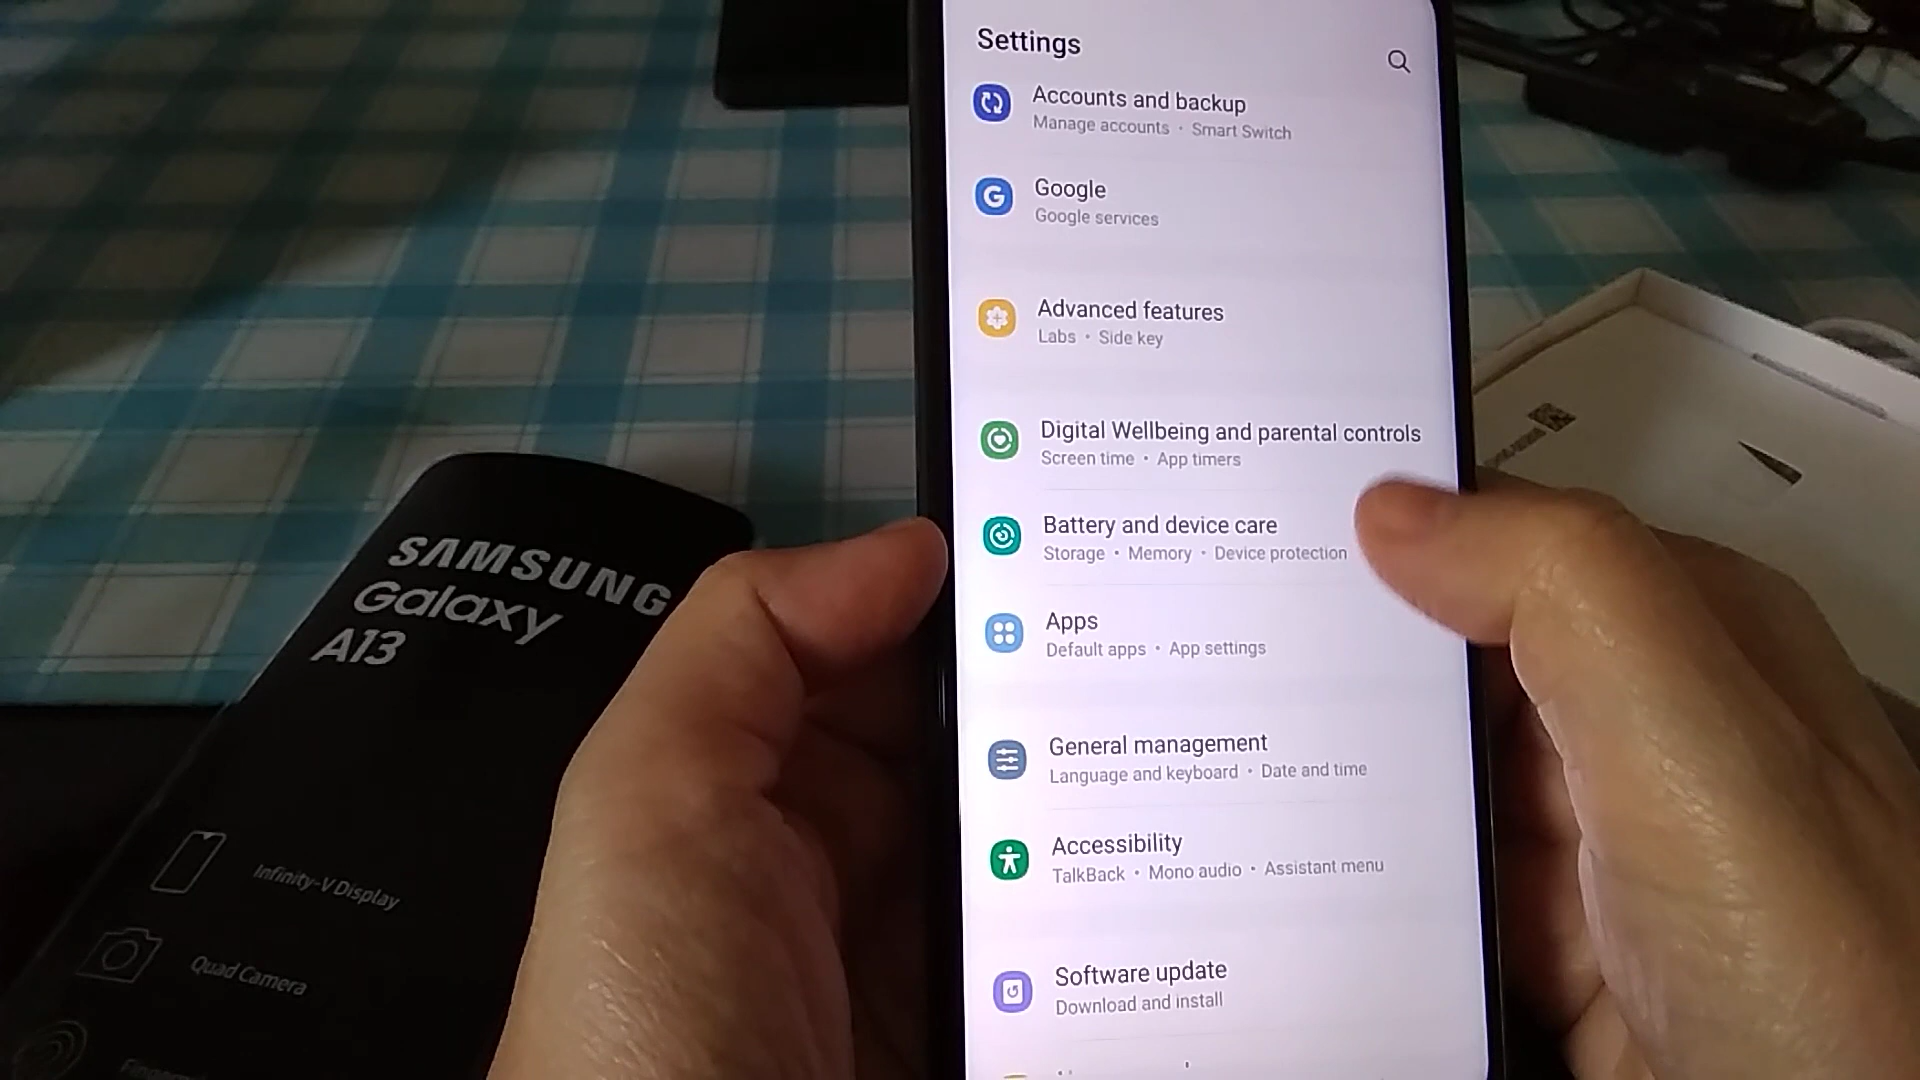 Settings
Accounts and backup
Manage accounts • Smart Switch
Google
Google services
Advanced features
Labs • Side key
Digital Wellbeing and parental controls
Screen time • App timers
Battery and device care
Storage • Memory • Device protection
Apps
Default apps • App settings
General management
Language and keyboard • Date and time
Accessibility
TalkBack • Mono audio • Assistant menu
Software update
Download and install
SAMSUNG
Galaxy
A13
Infinity-V Display
Quad Camera